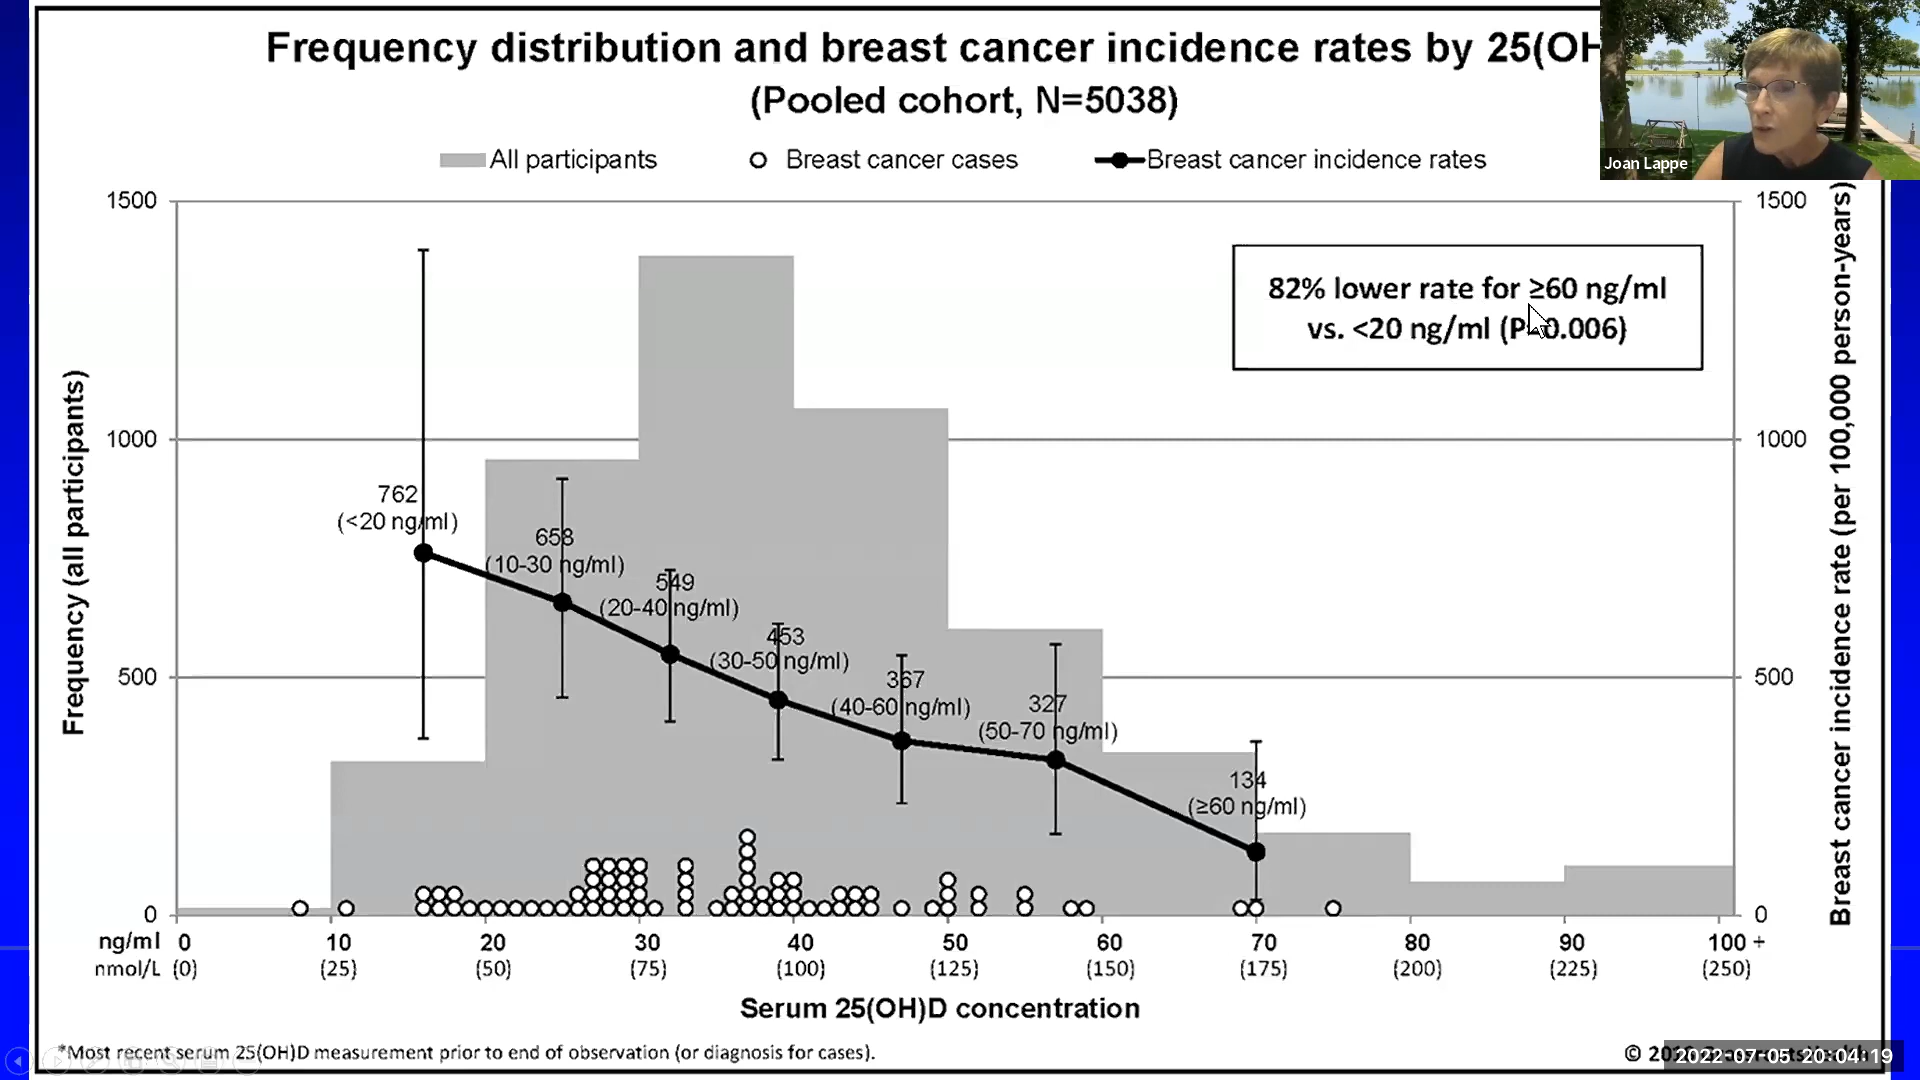 Frequency distribution and breast cancer incidence rates by 25(OH
(Pooled cohort, N=5038)
Joan Lappe
All participants
Breast cancer cases
Breast cancer incidence rates
1500
1000
500
0
Frequency (all participants)
1500
1000
500
0
Breast cancer incidence rate (per 100,000 person-years)
82% lower rate for ≥60 ng/ml
vs. <20 ng/ml (P=0.006)
762
(<20 ng/ml)
658
(10-30 ng/ml)
549
(20-40 ng/ml)
453
(30-50 ng/ml)
367
(40-60 ng/ml)
327
(50-70 ng/ml)
134
(≥60 ng/ml)
ng/ml 0 10 20 30 40 50 60 70 80 90 100 +
nmol/L (0) (25) (50) (75) (100) (125) (150) (175) (200) (225) (250)
Serum 25(OH)D concentration
*Most recent serum 25(OH)D measurement prior to end of observation (or diagnosis for cases).
©
2022-07-05 20:04:19